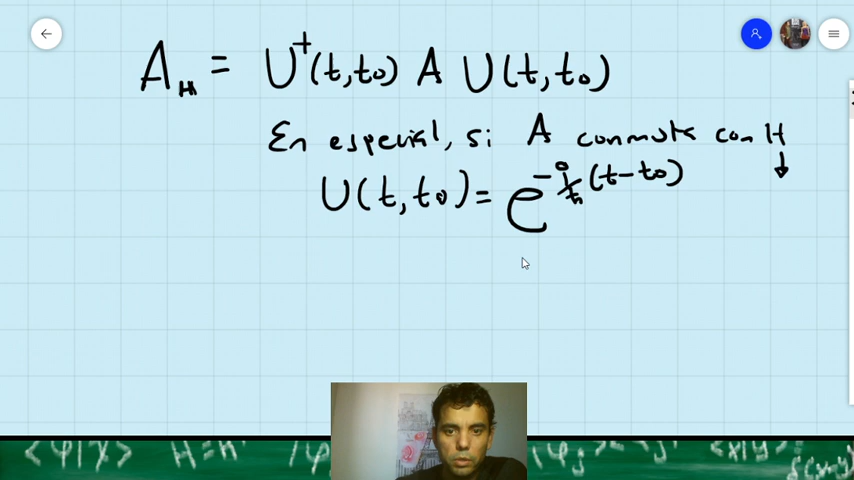 A_H = U†(t,t₀) A U(t,t₀)
En especial, si A conmuta con H
↓
U(t,t₀) = e^{-i/ħ (t-t₀)}
⟨φ|χ⟩ H=H ⟨x|y⟩